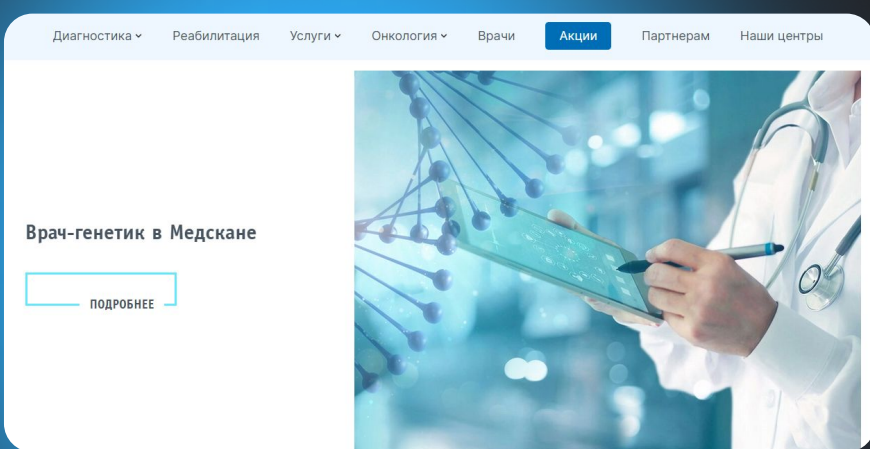 Диагностика Реабилитация Услуги Онкология Врачи Акции Партнерам Наши центры
Врач-генетик в Медскане
ПОДРОБНЕЕ